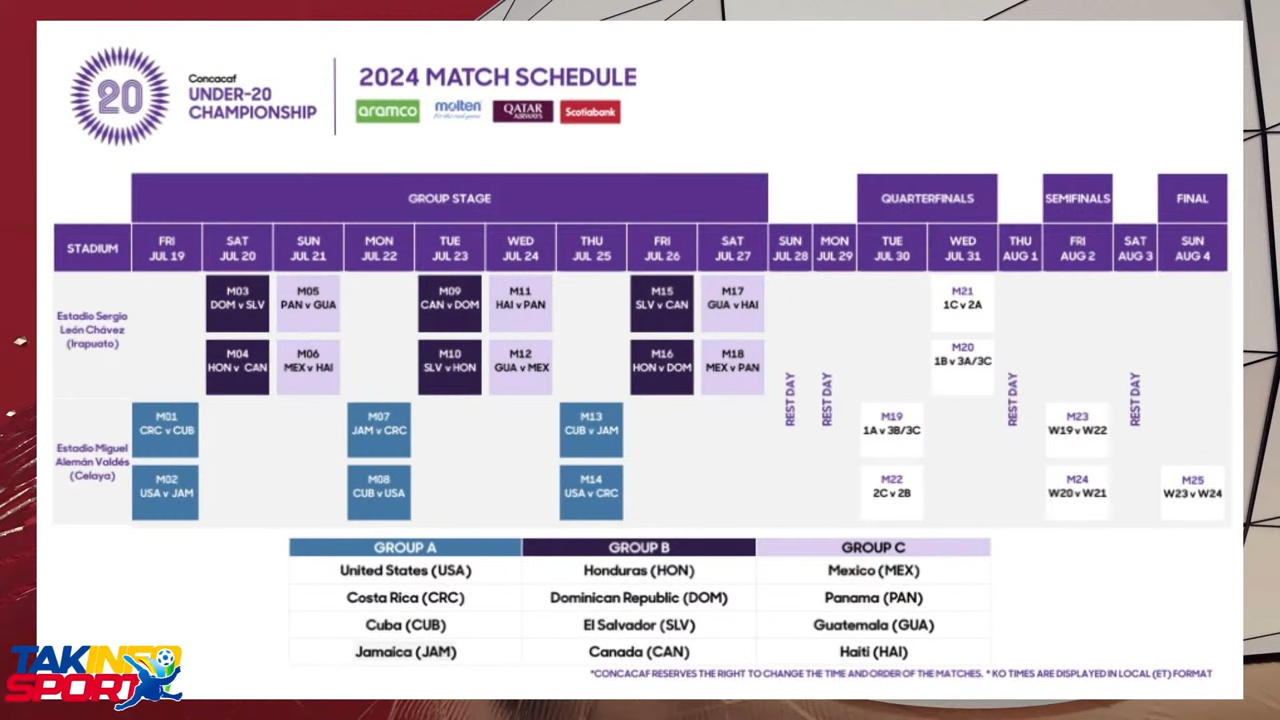 20
Concacaf
UNDER-20
CHAMPIONSHIP
2024 MATCH SCHEDULE
aramco
molten
For the real game
QATAR
AIRWAYS
Scotiabank
GROUP STAGE
QUARTERFINALS
SEMIFINALS
FINAL
STADIUM
FRI
JUL 19
SAT
JUL 20
SUN
JUL 21
MON
JUL 22
TUE
JUL 23
WED
JUL 24
THU
JUL 25
FRI
JUL 26
SAT
JUL 27
SUN
JUL 28
MON
JUL 29
TUE
JUL 30
WED
JUL 31
THU
AUG 1
FRI
AUG 2
SAT
AUG 3
SUN
AUG 4
Estadio Sergio
León Chávez
(Irapuato)
M03
DOM v SLV
M05
PAN v GUA
M09
CAN v DOM
M11
HAI v PAN
M15
SLV v CAN
M17
GUA v HAI
M21
1C v 2A
M04
HON v CAN
M06
MEX v HAI
M10
SLV v HON
M12
GUA v MEX
M16
HON v DOM
M18
MEX v PAN
M20
1B v 3A/3C
REST DAY
REST DAY
REST DAY
REST DAY
Estadio Miguel
Alemán Valdés
(Celaya)
M01
CRC v CUB
M07
JAM v CRC
M13
CUB v JAM
M19
1A v 3B/3C
M23
W19 v W22
M02
USA v JAM
M08
CUB v USA
M14
USA v CRC
M22
2C v 2B
M24
W20 v W21
M25
W23 v W24
GROUP A
GROUP B
GROUP C
United States (USA)
Honduras (HON)
Mexico (MEX)
Costa Rica (CRC)
Dominican Republic (DOM)
Panama (PAN)
Cuba (CUB)
El Salvador (SLV)
Guatemala (GUA)
Jamaica (JAM)
Canada (CAN)
Haiti (HAI)
*CONCACAF RESERVES THE RIGHT TO CHANGE THE TIME AND ORDER OF THE MATCHES. * KO TIMES ARE DISPLAYED IN LOCAL (ET) FORMAT
TAKINFO
SPORT